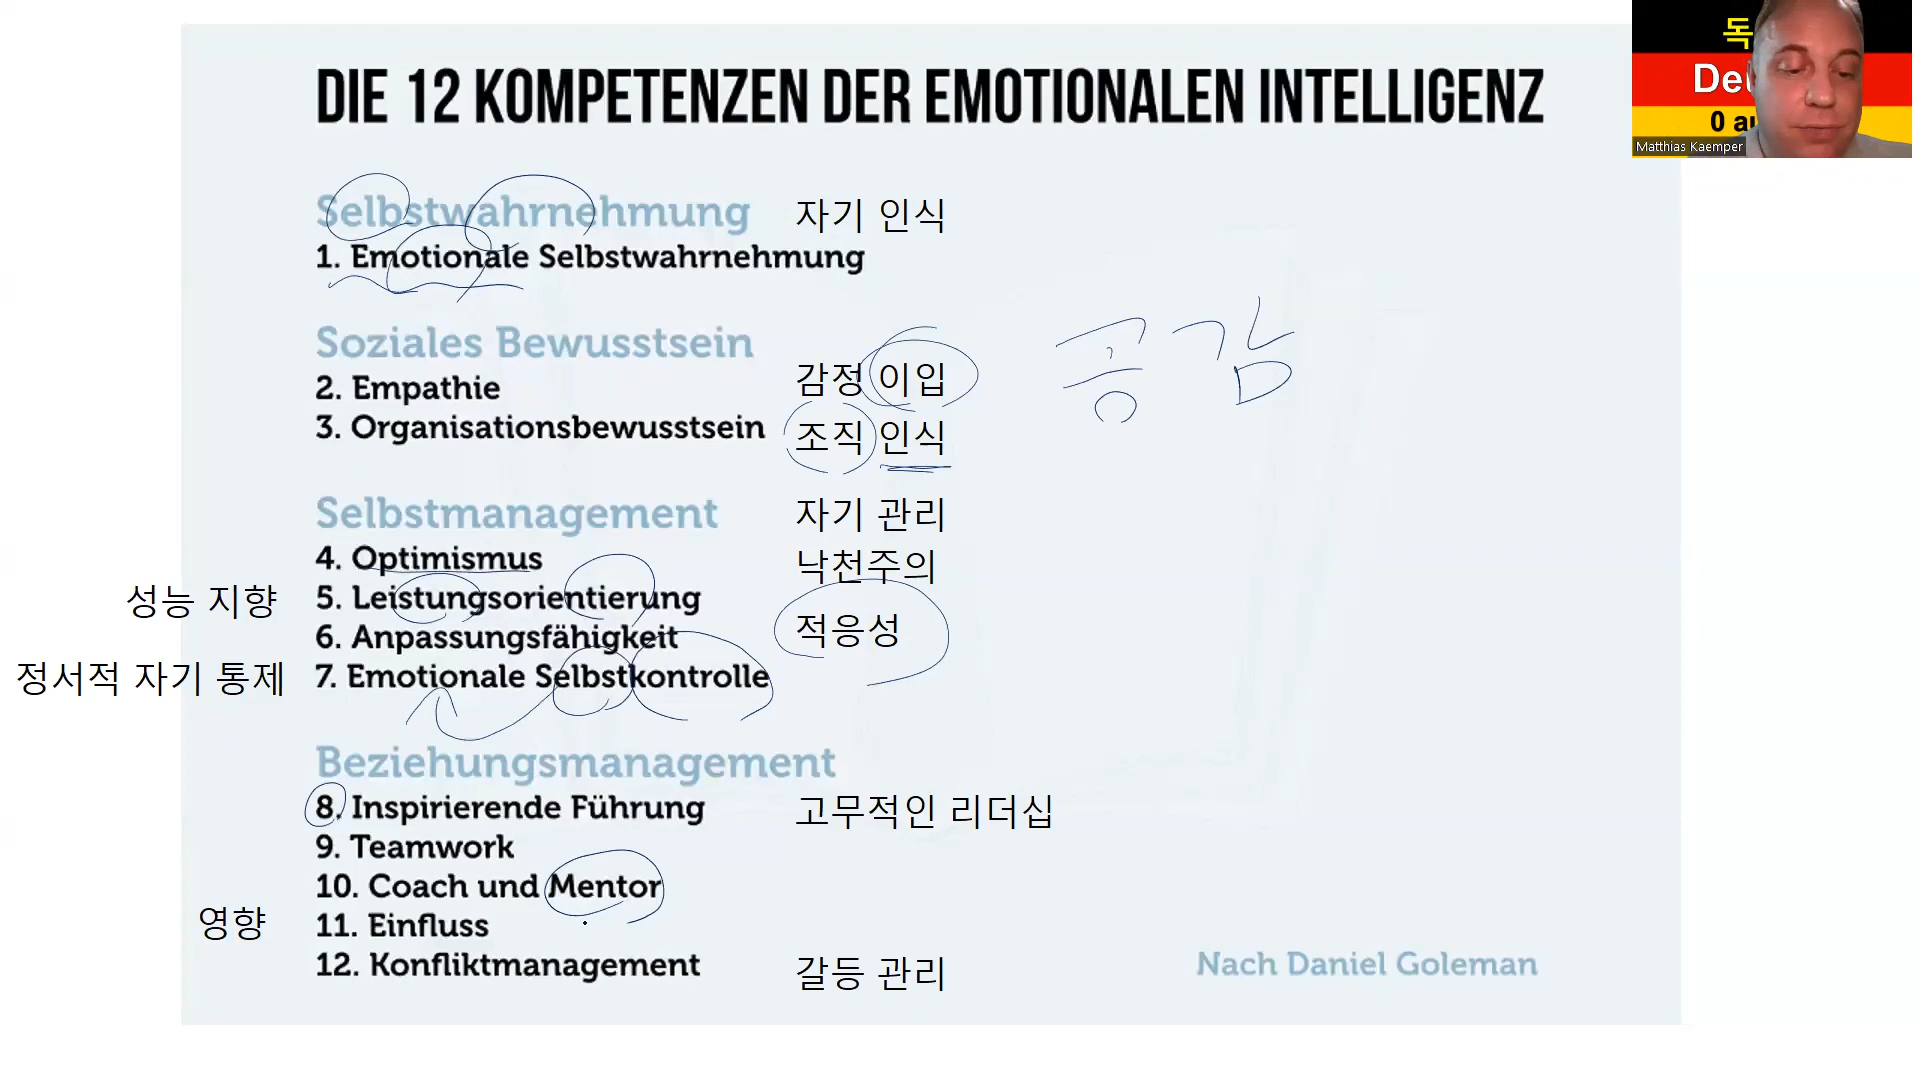 DIE 12 KOMPETENZEN DER EMOTIONALEN INTELLIGENZ
독
De
0 au
Matthias Kaemper
Selbstwahrnehmung 자기 인식
1. Emotionale Selbstwahrnehmung
Soziales Bewusstsein
2. Empathie 감정 이입 공감
3. Organisationsbewusstsein 조직 인식
Selbstmanagement 자기 관리
4. Optimismus 낙천주의
성능 지향 5. Leistungsorientierung
6. Anpassungsfähigkeit 적응성
정서적 자기 통제 7. Emotionale Selbstkontrolle
Beziehungsmanagement
8. Inspirierende Führung 고무적인 리더십
9. Teamwork
10. Coach und Mentor
영향 11. Einfluss
12. Konfliktmanagement 갈등 관리
Nach Daniel Goleman